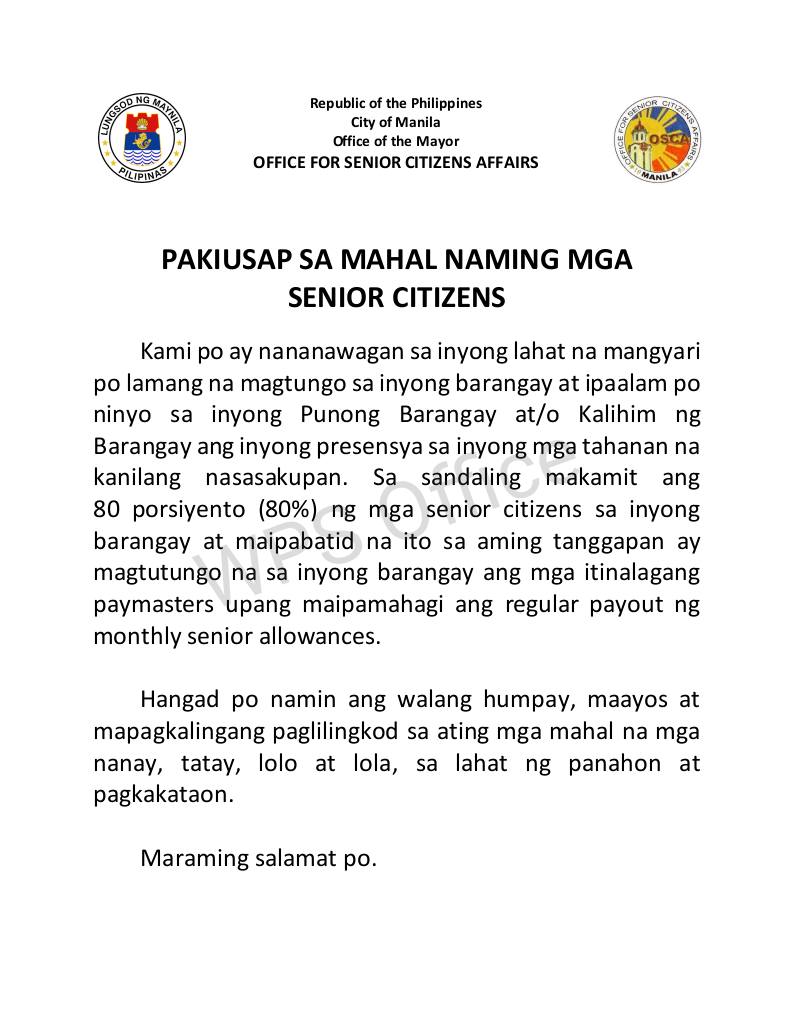 Republic of the Philippines
City of Manila
Office of the Mayor
OFFICE FOR SENIOR CITIZENS AFFAIRS
LUNGSOD NG MAYNILA
PILIPINAS
OFFICE FOR SENIOR CITIZENS AFFAIRS
OSCA
MANILA
PAKIUSAP SA MAHAL NAMING MGA
SENIOR CITIZENS
Kami po ay nananawagan sa inyong lahat na mangyari
po lamang na magtungo sa inyong barangay at ipaalam po
ninyo sa inyong Punong Barangay at/o Kalihim ng
Barangay ang inyong presensya sa inyong mga tahanan na
kanilang nasasakupan. Sa sandaling makamit ang
80 porsiyento (80%) ng mga senior citizens sa inyong
barangay at maipabatid na ito sa aming tanggapan ay
magtutungo na sa inyong barangay ang mga itinalagang
paymasters upang maipamahagi ang regular payout ng
monthly senior allowances.
Hangad po namin ang walang humpay, maayos at
mapagkalingang paglilingkod sa ating mga mahal na mga
nanay, tatay, lolo at lola, sa lahat ng panahon at
pagkakataon.
Maraming salamat po.
WPS Office